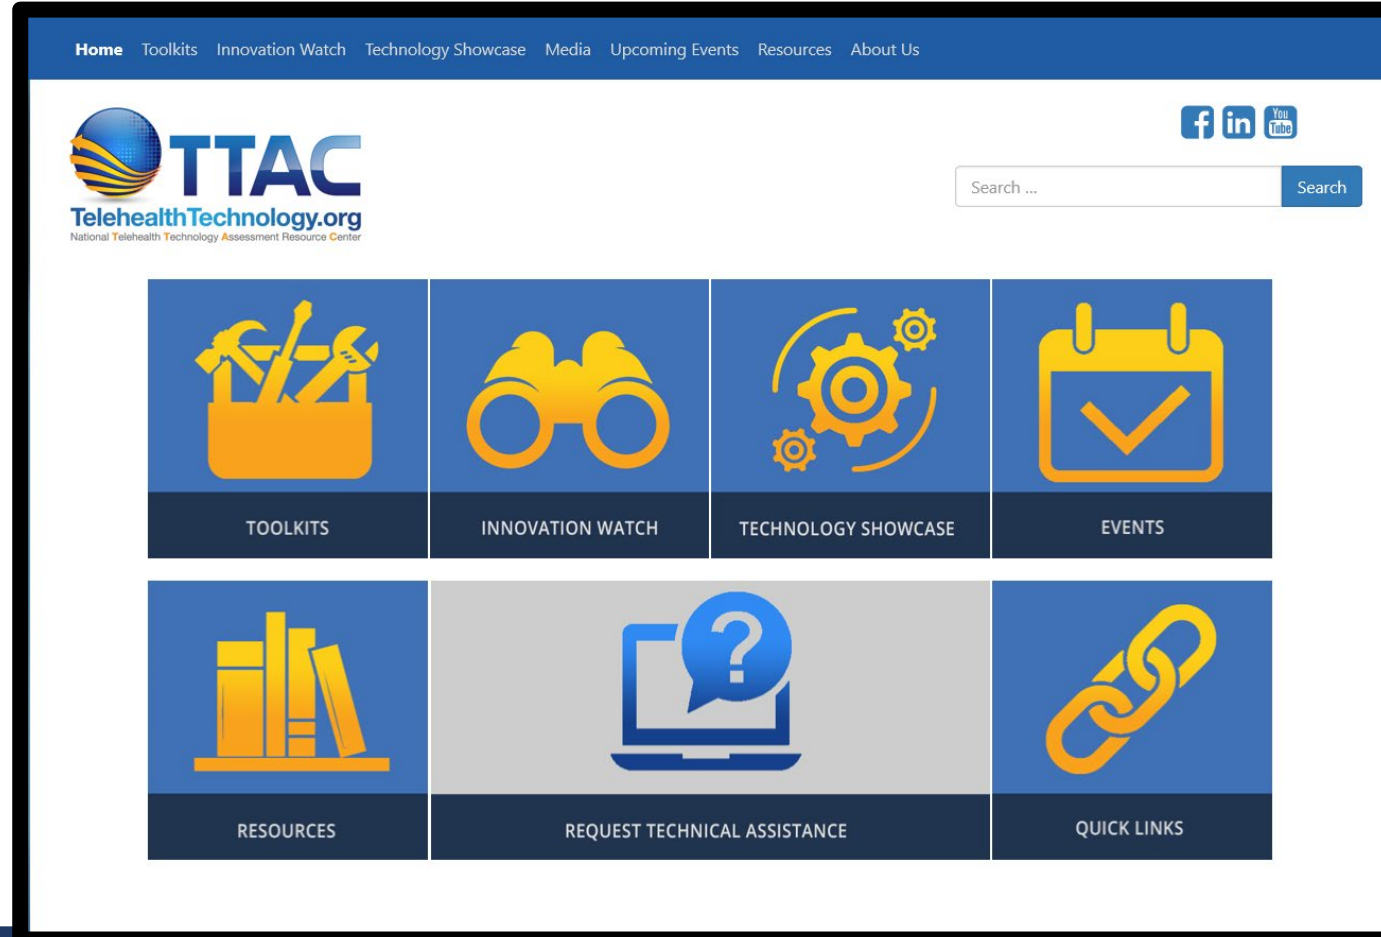 Home Toolkits Innovation Watch Technology Showcase Media Upcoming Events Resources About Us
f in You Tube
TTAC
TelehealthTechnology.org
National Telehealth Technology Assessment Resource Center
Search ... Search
TOOLKITS INNOVATION WATCH TECHNOLOGY SHOWCASE EVENTS
?
RESOURCES REQUEST TECHNICAL ASSISTANCE QUICK LINKS